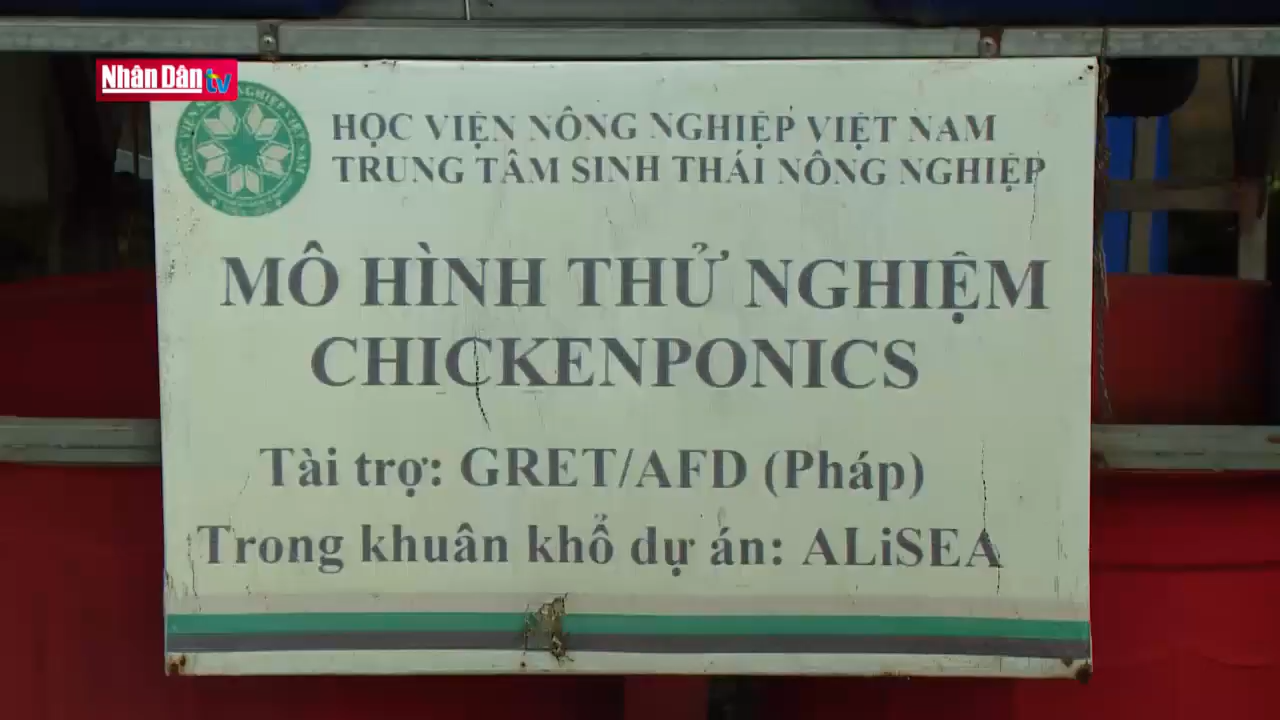 Nhân Dân tv
HỌC VIỆN NÔNG NGHIỆP VIỆT NAM
TRUNG TÂM SINH THÁI NÔNG NGHIỆP
MÔ HÌNH THỬ NGHIỆM
CHICKENPONICS
Tài trợ: GRET/AFD (Pháp)
Trong khuân khổ dự án: ALiSEA